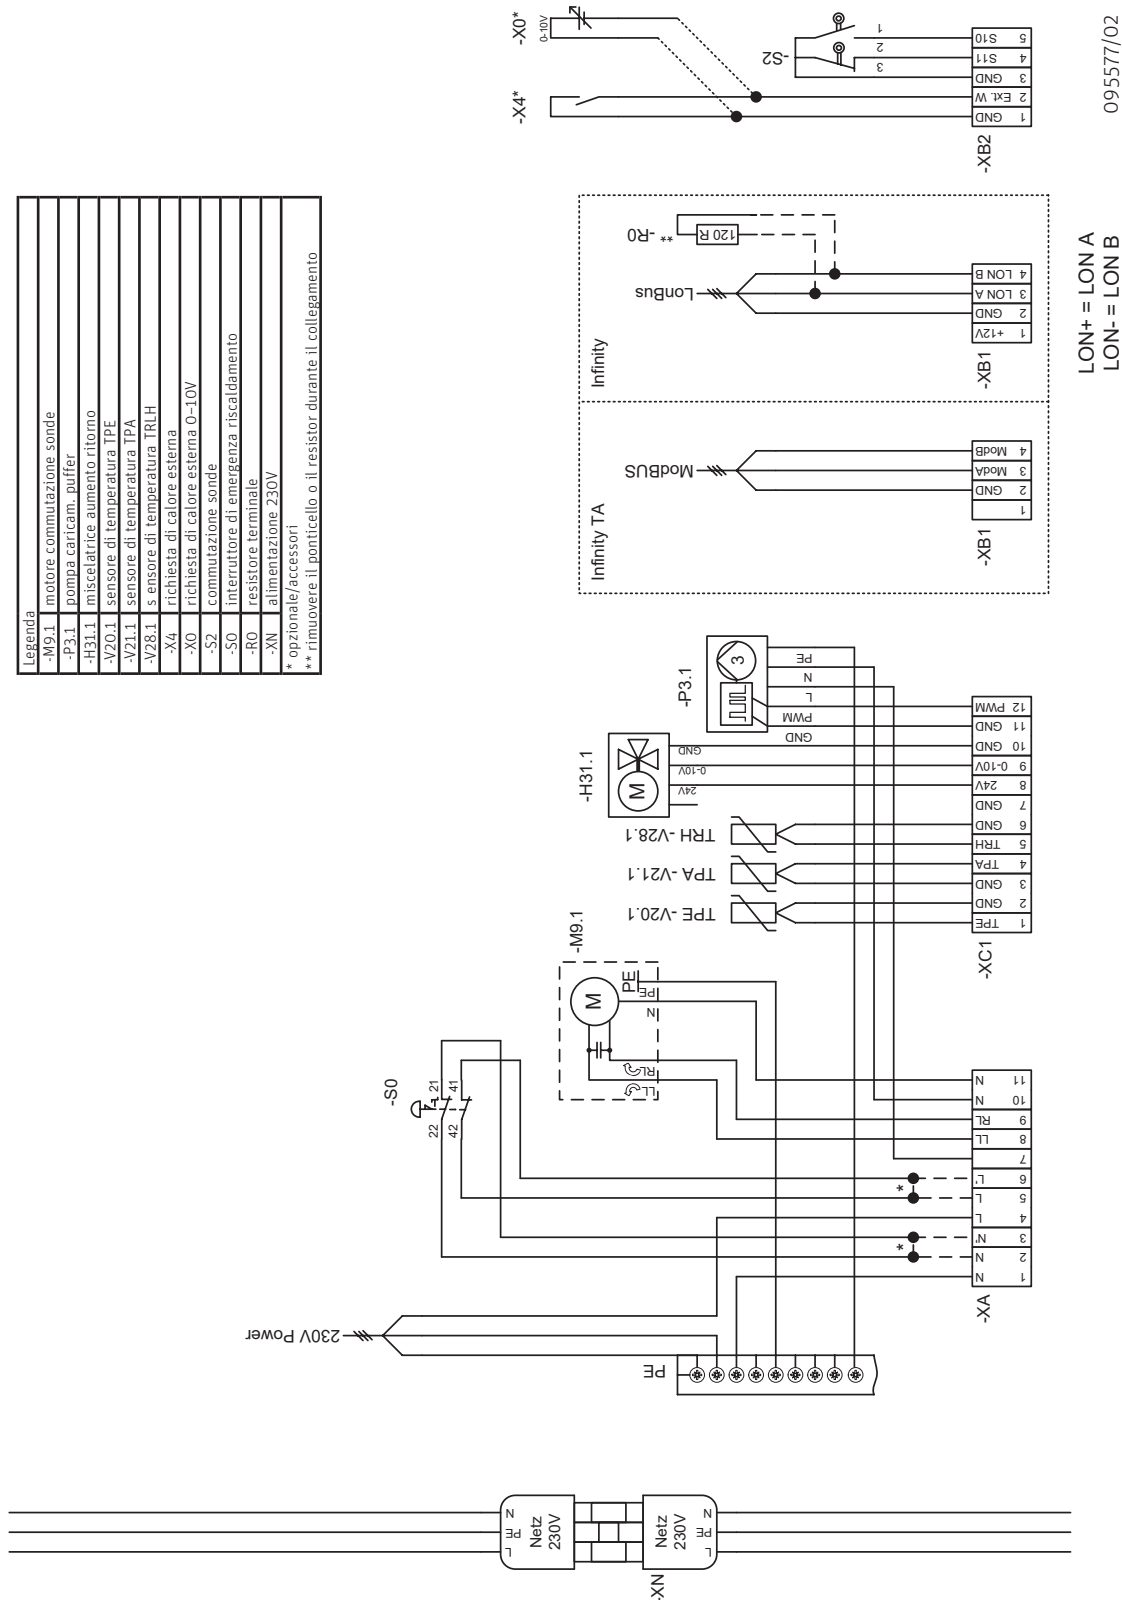 Legenda
-M9.1 motore commutazione sonde
-P3.1 pompa caricam. puffer
-H31.1 miscelatrice aumento ritorno
-V20.1 sensore di temperatura TPE
-V21.1 sensore di temperatura TPA
-V28.1 s ensore di temperatura TRLH
-X4 richiesta di calore esterna
-X0 richiesta di calore esterna 0–10V
-S2 commutazione sonde
-S0 interruttore di emergenza riscaldamento
-R0 resistore terminale
-XN alimentazione 230V
* opzionale/accessori
** rimuovere il ponticello o il resistor durante il collegamento
-XN
Netz
230V
L
PE
N
Netz
230V
L
PE
N
230V Power
PE
-XA
1 N
2 N
3 N'
4 L
5 L
6 L'
7
8 LL
9 RL
10 N
11 N
*
*
-S0
22
21
42
41
-M9.1
M
PE
PE
N
RL
LL
-XC1
1 TPE
2 GND
3 GND
4 TPA
5 TRH
6 GND
7 GND
8 24V
9 0-10V
10 GND
11 GND
12 PWM
TPE -V20.1
TPA -V21.1
TRH -V28.1
-H31.1
M
24V
0-10V
GND
-P3.1
3
PE
N
L
PWM
GND
Infinity TA
ModBUS
-XB1
1
2 GND
3 ModA
4 ModB
Infinity
LonBus
** -R0
120 R
-XB1
1 +12V
2 GND
3 LON A
4 LON B
LON+ = LON A
LON- = LON B
-XB2
1 GND
2 Ext. W
3 GND
4 S11
5 S10
-X4*
-X0*
0-10V
-S2
1
2
3
095577/02